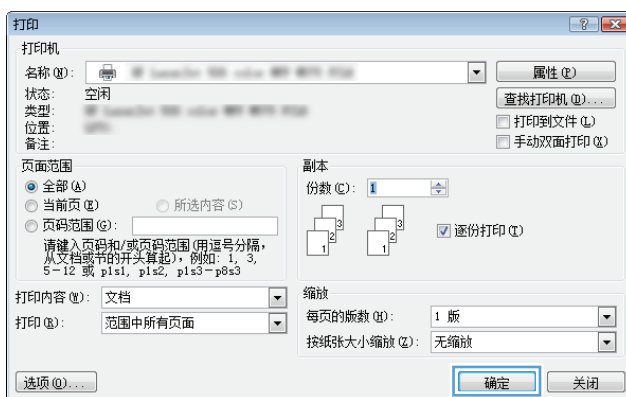 打印
打印机
名称(N):
属性(P)
状态: 空闲
查找打印机(D)...
类型:
位置:
打印到文件(L)
备注:
手动双面打印(X)
页面范围
全部(A)
当前页(E) 所选内容(S)
页码范围(G):
请键入页码和/或页码范围(用逗号分隔，
从文档或节的开头算起)，例如: 1, 3,
5-12 或 p1s1, p1s2, p1s3-p8s3
副本
份数(C): 1
1 2 3 1 2 3
逐份打印(T)
打印内容(W): 文档
打印(R): 范围中所有页面
缩放
每页的版数(H): 1 版
按纸张大小缩放(Z): 无缩放
选项(O)... 确定 关闭